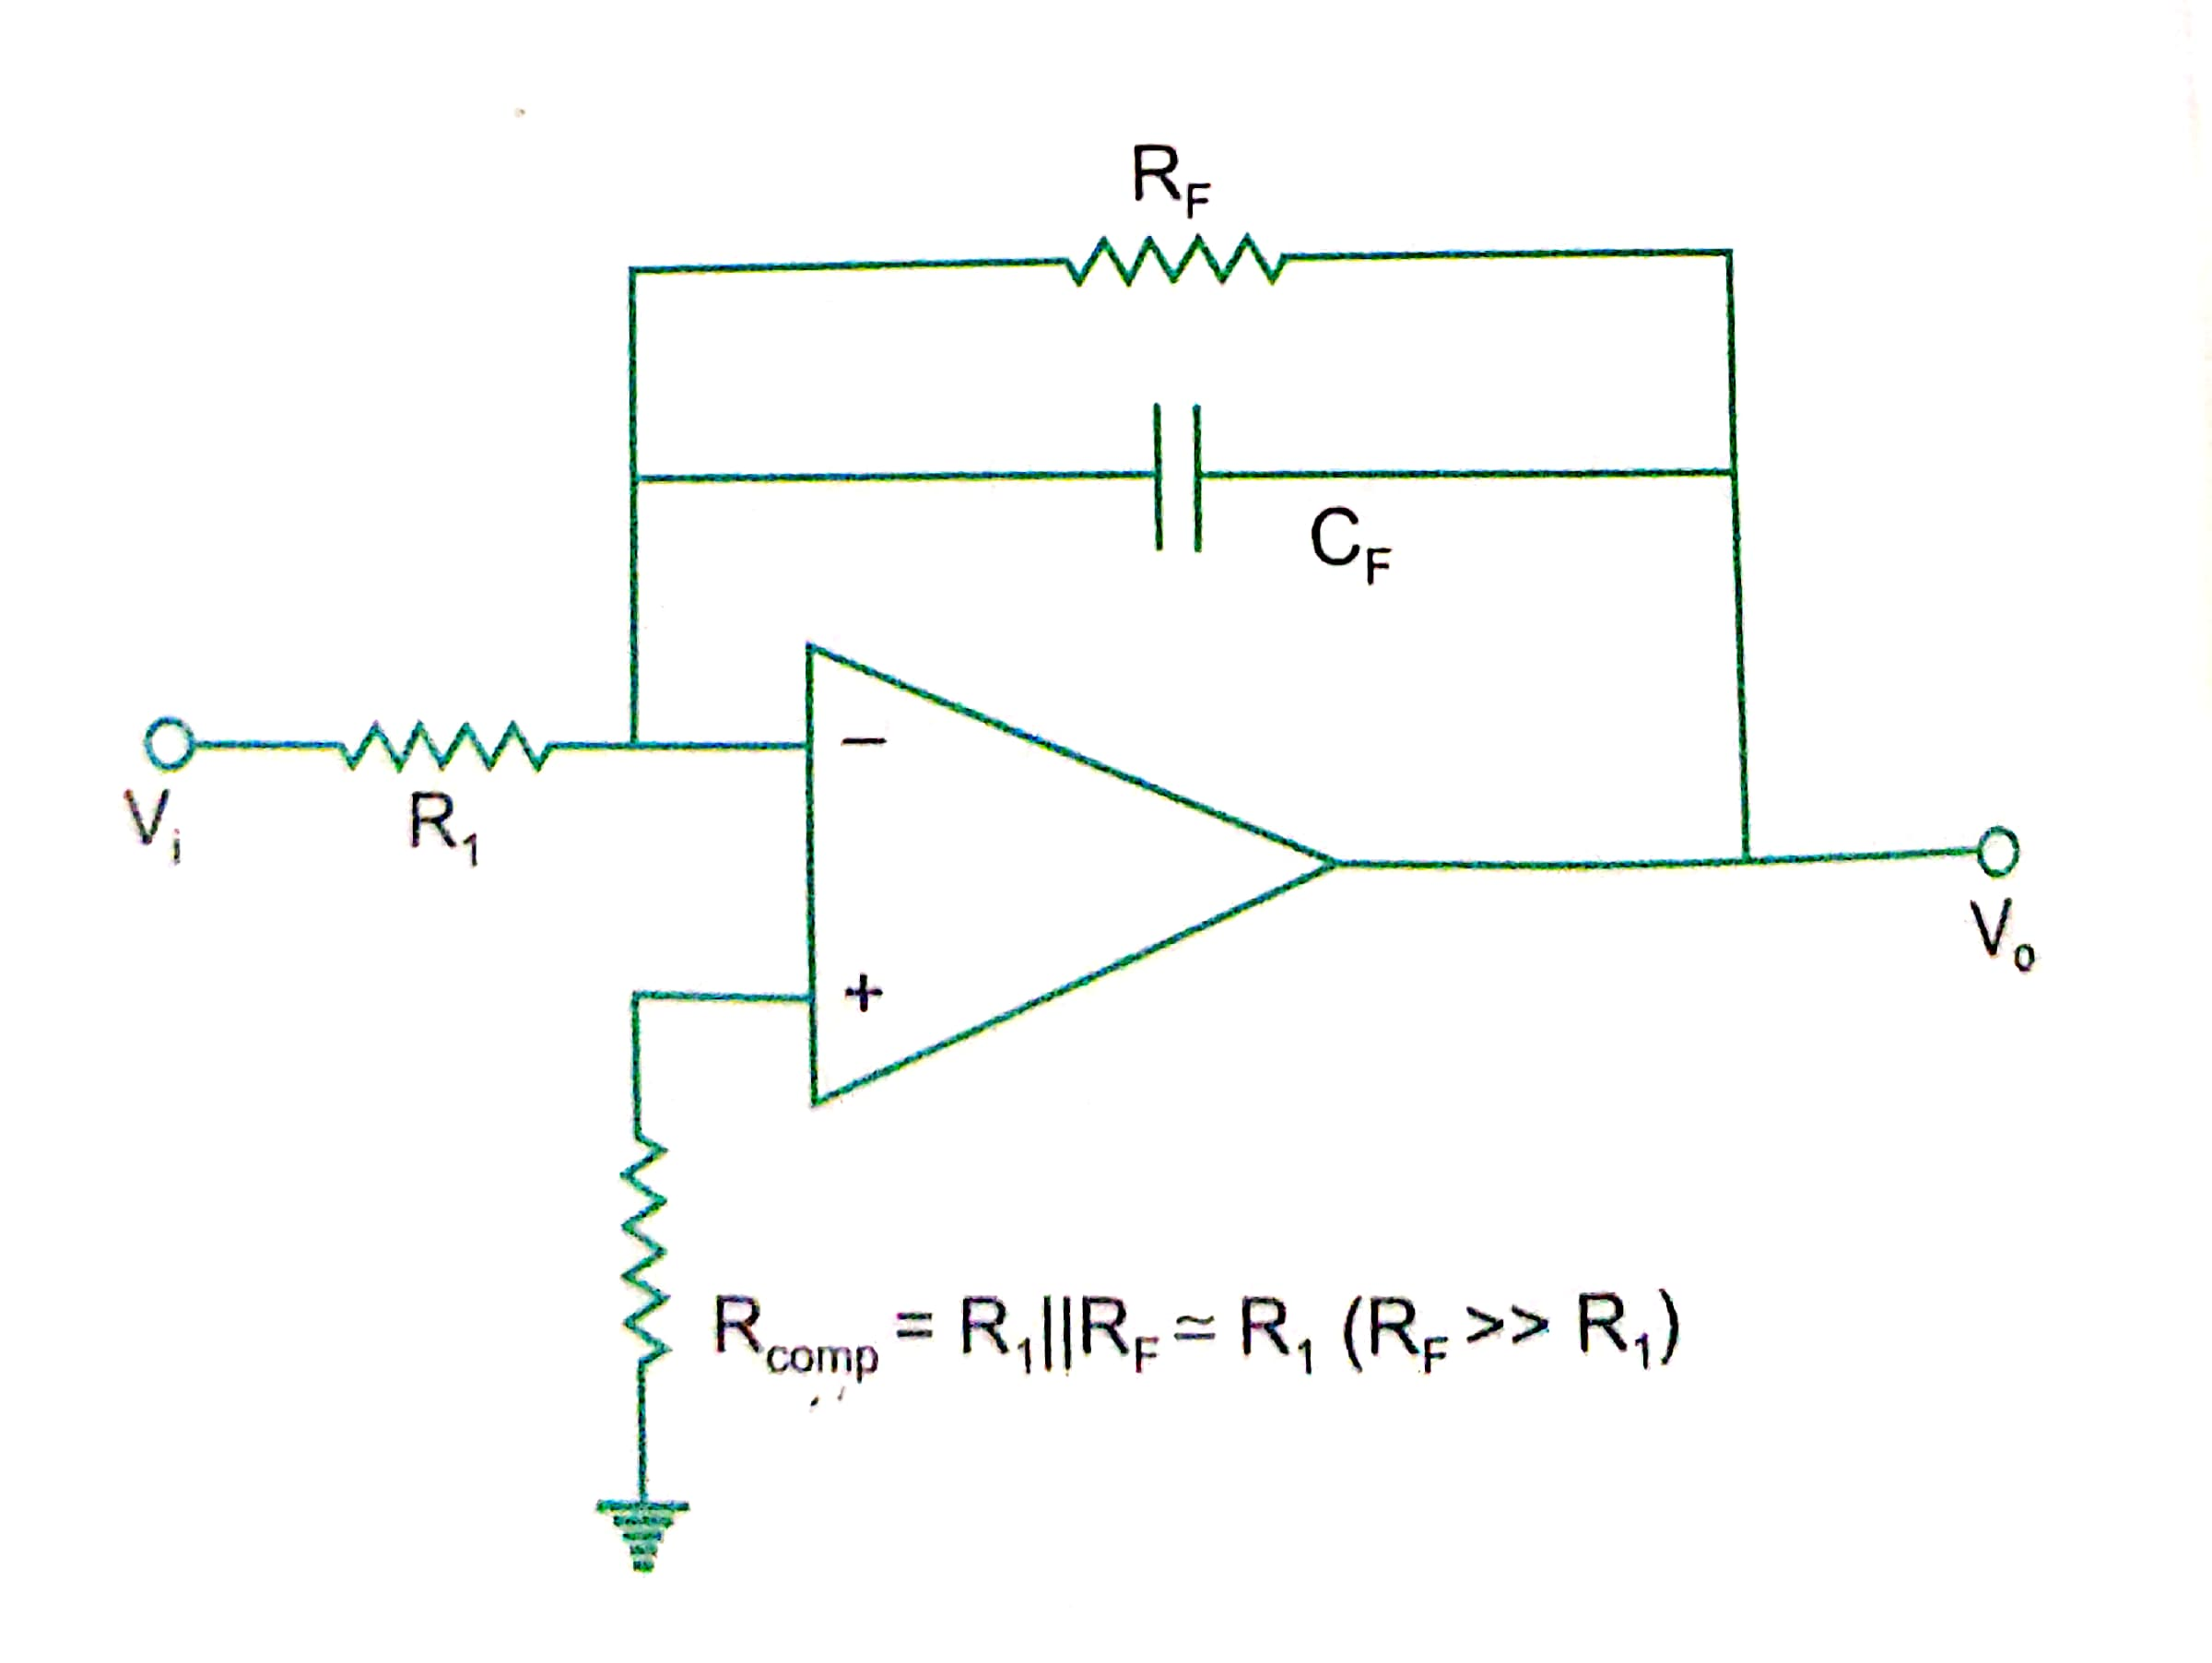 R_F
C_F
−
V_i
R_1
V_o
+
R_comp = R_1||R_F ≃ R_1 (R_F >> R_1)